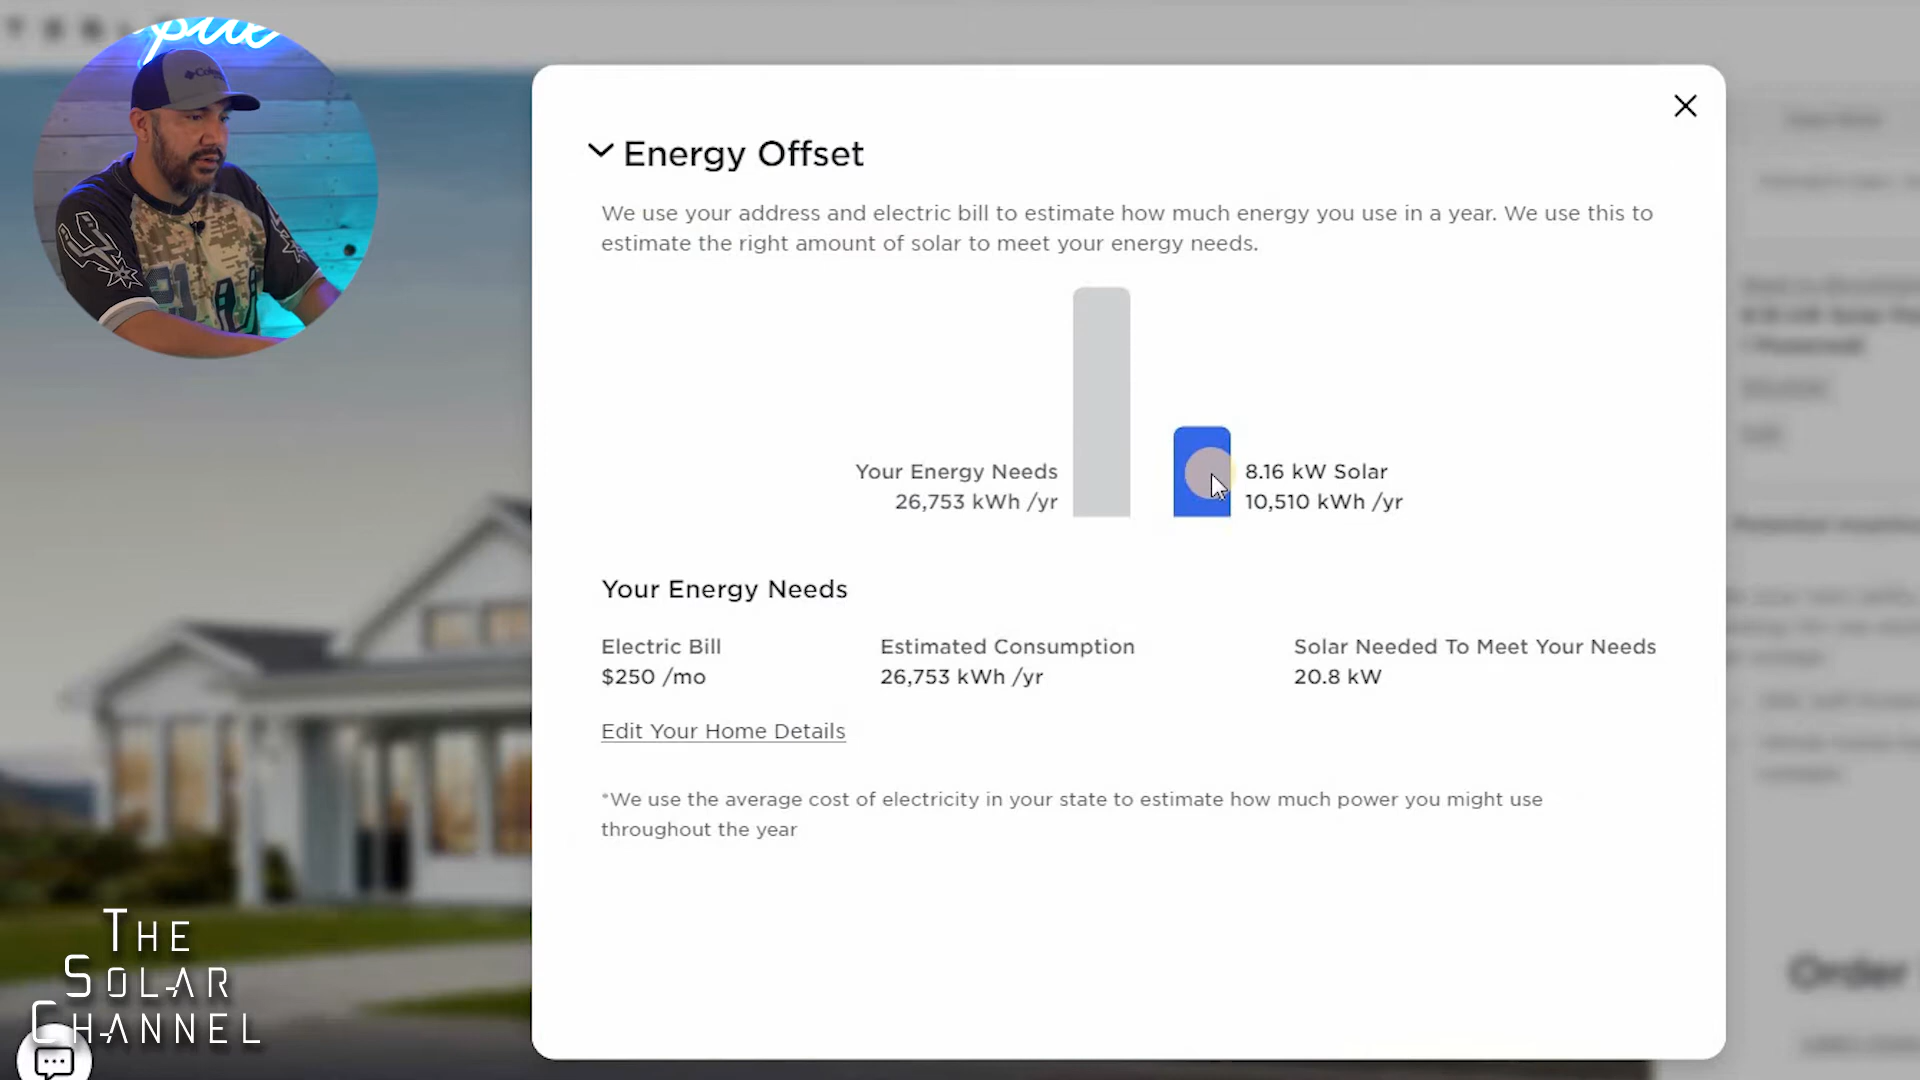 Energy Offset
We use your address and electric bill to estimate how much energy you use in a year. We use this to
estimate the right amount of solar to meet your energy needs.
Your Energy Needs
26,753 kWh /yr
8.16 kW Solar
10,510 kWh /yr
Your Energy Needs
Electric Bill
$250 /mo
Estimated Consumption
26,753 kWh /yr
Solar Needed To Meet Your Needs
20.8 kW
Edit Your Home Details
*We use the average cost of electricity in your state to estimate how much power you might use
throughout the year
Order
THE
SOLAR
CHANNEL